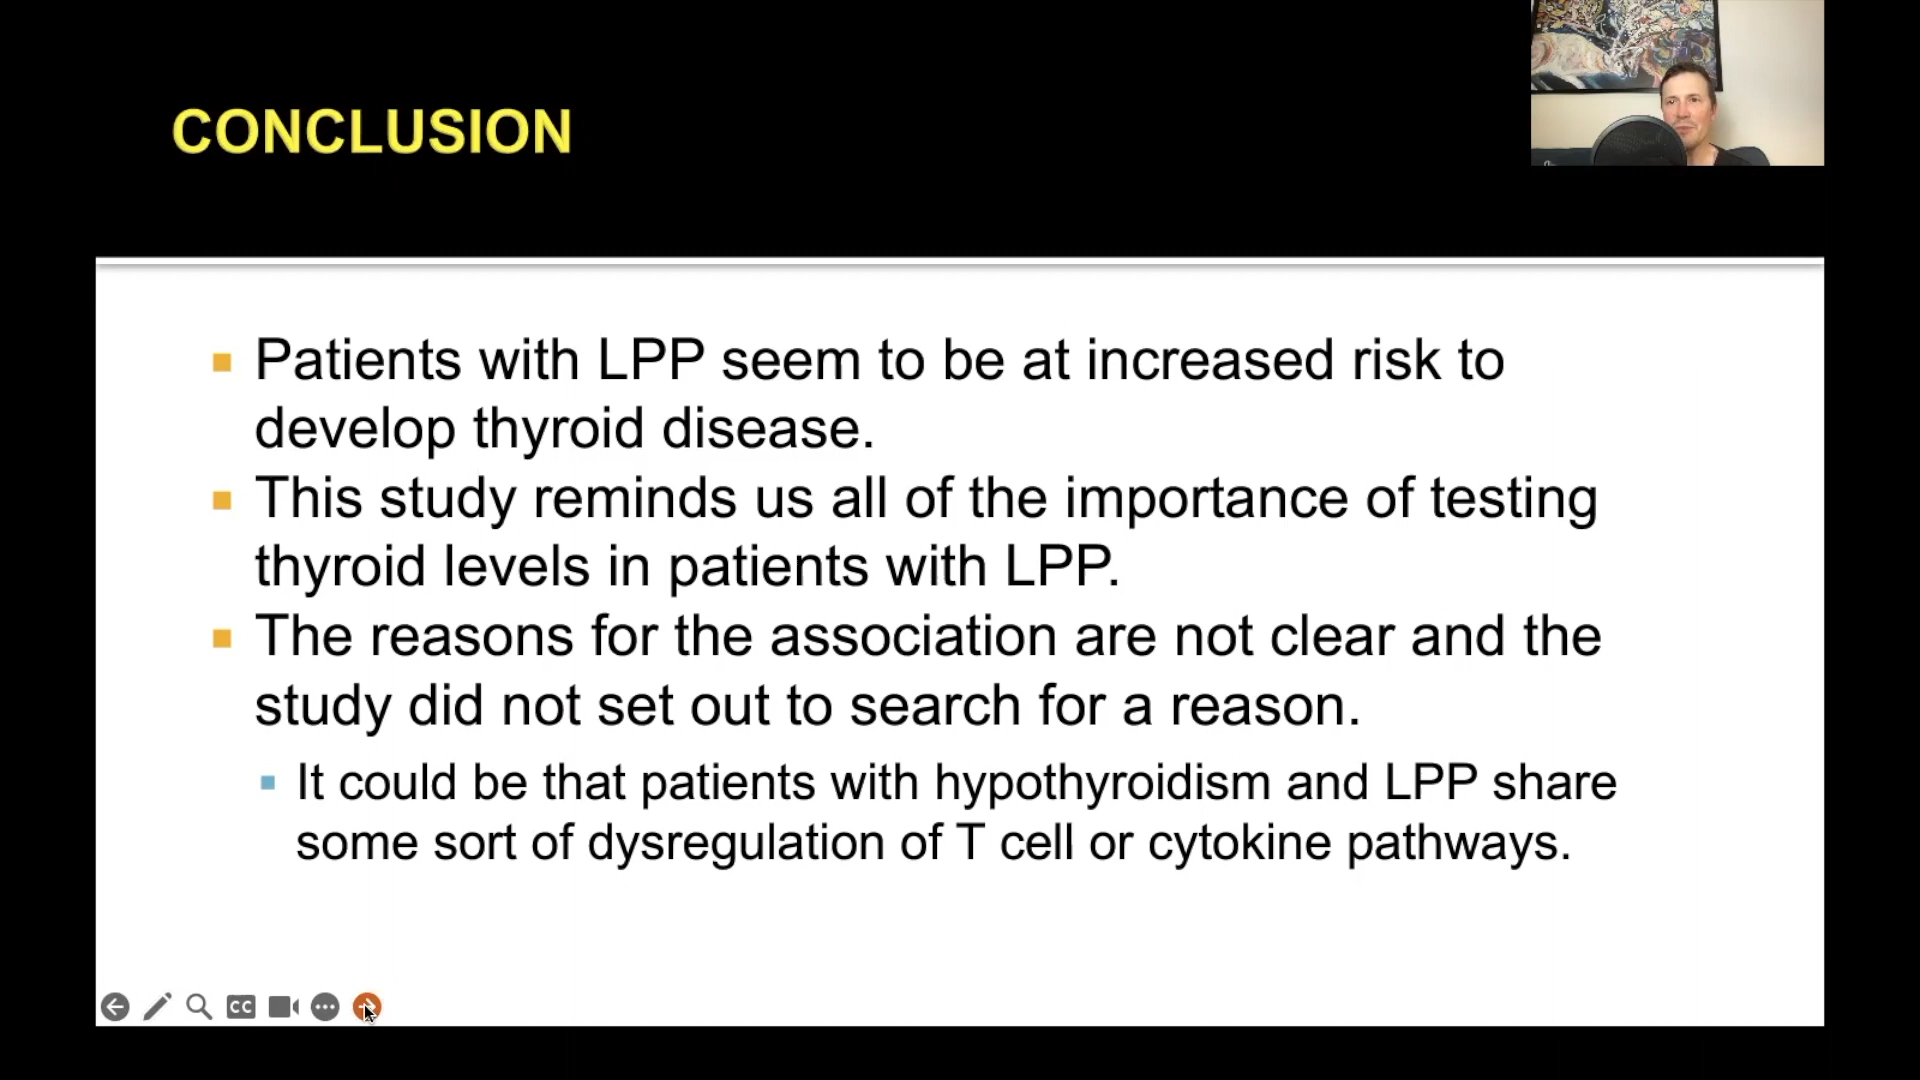 CONCLUSION
Patients with LPP seem to be at increased risk to
develop thyroid disease.
This study reminds us all of the importance of testing
thyroid levels in patients with LPP.
The reasons for the association are not clear and the
study did not set out to search for a reason.
It could be that patients with hypothyroidism and LPP share
some sort of dysregulation of T cell or cytokine pathways.
CC